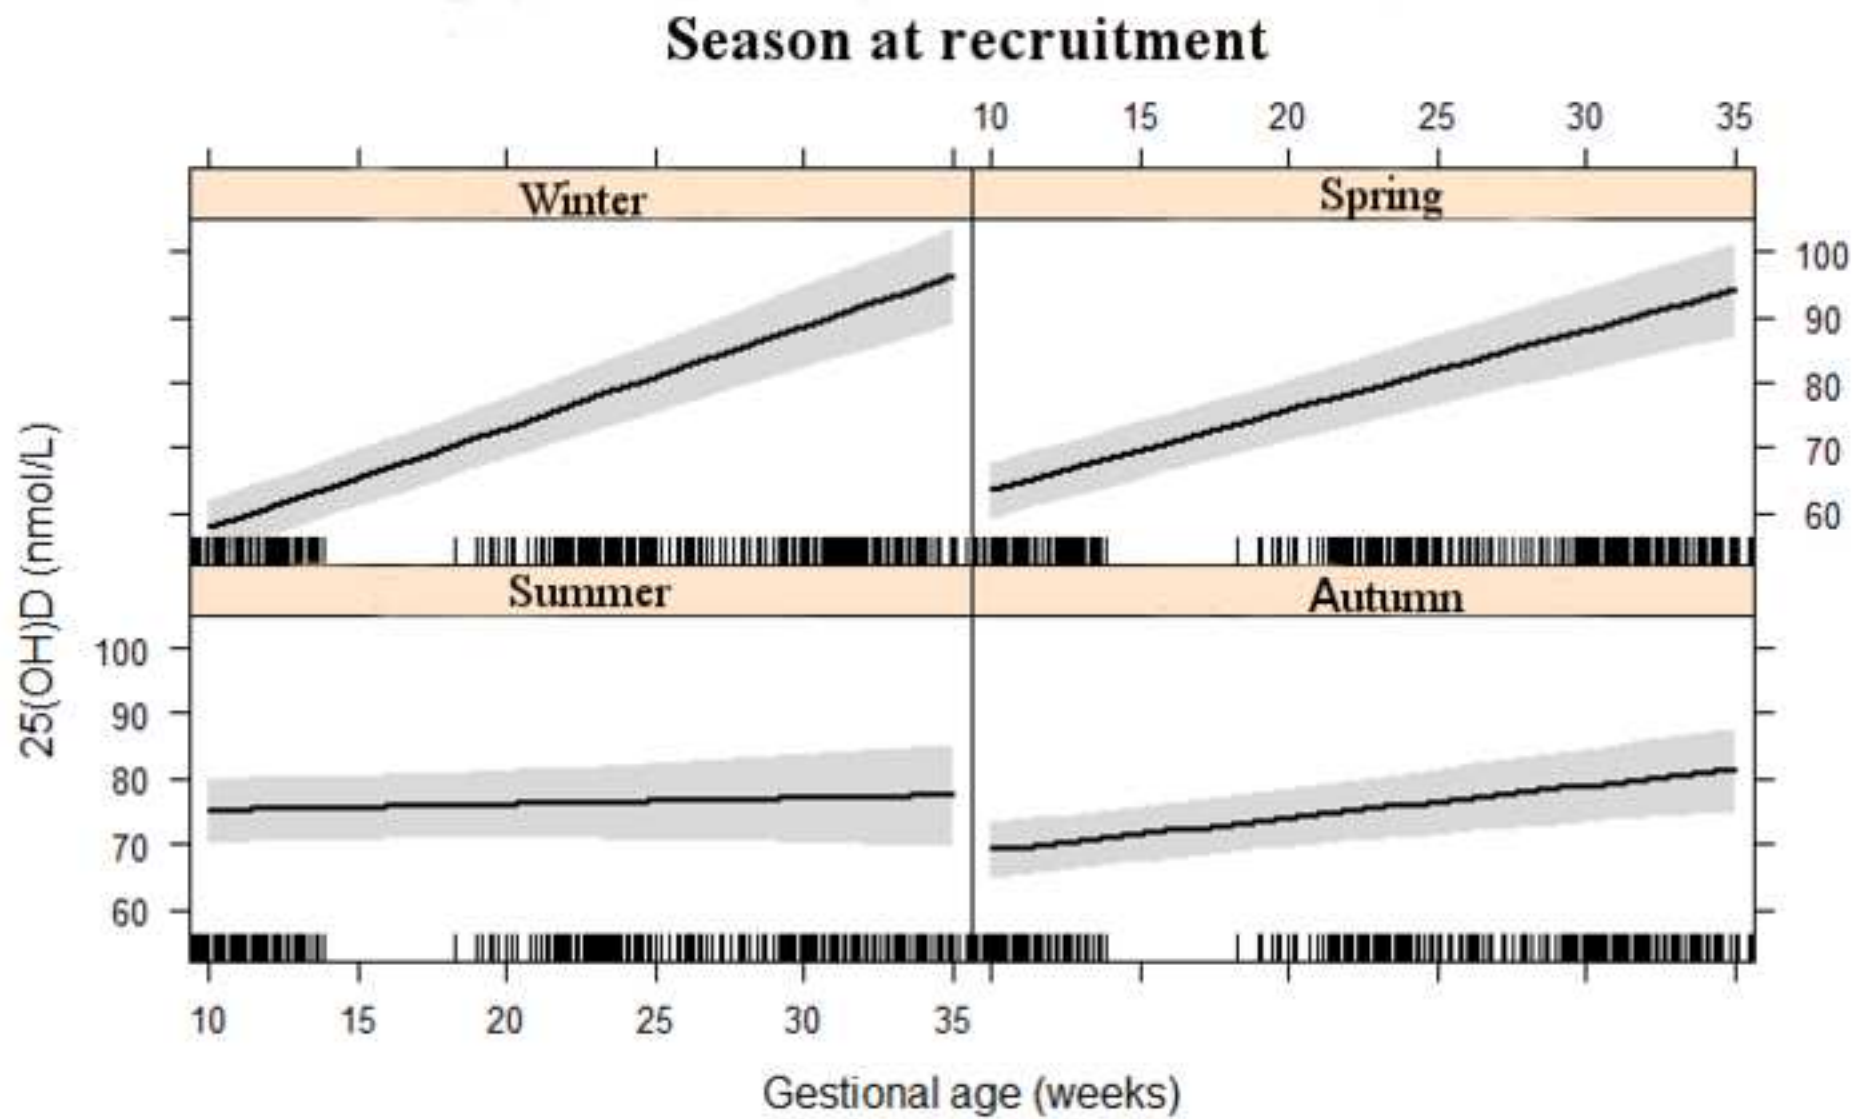 Season at recruitment
10 15 20 25 30 35
Winter Spring
100
90
80
70
60
Summer Autumn
100
90
80
70
60
25(OH)D (nmol/L)
10 15 20 25 30 35
Gestional age (weeks)